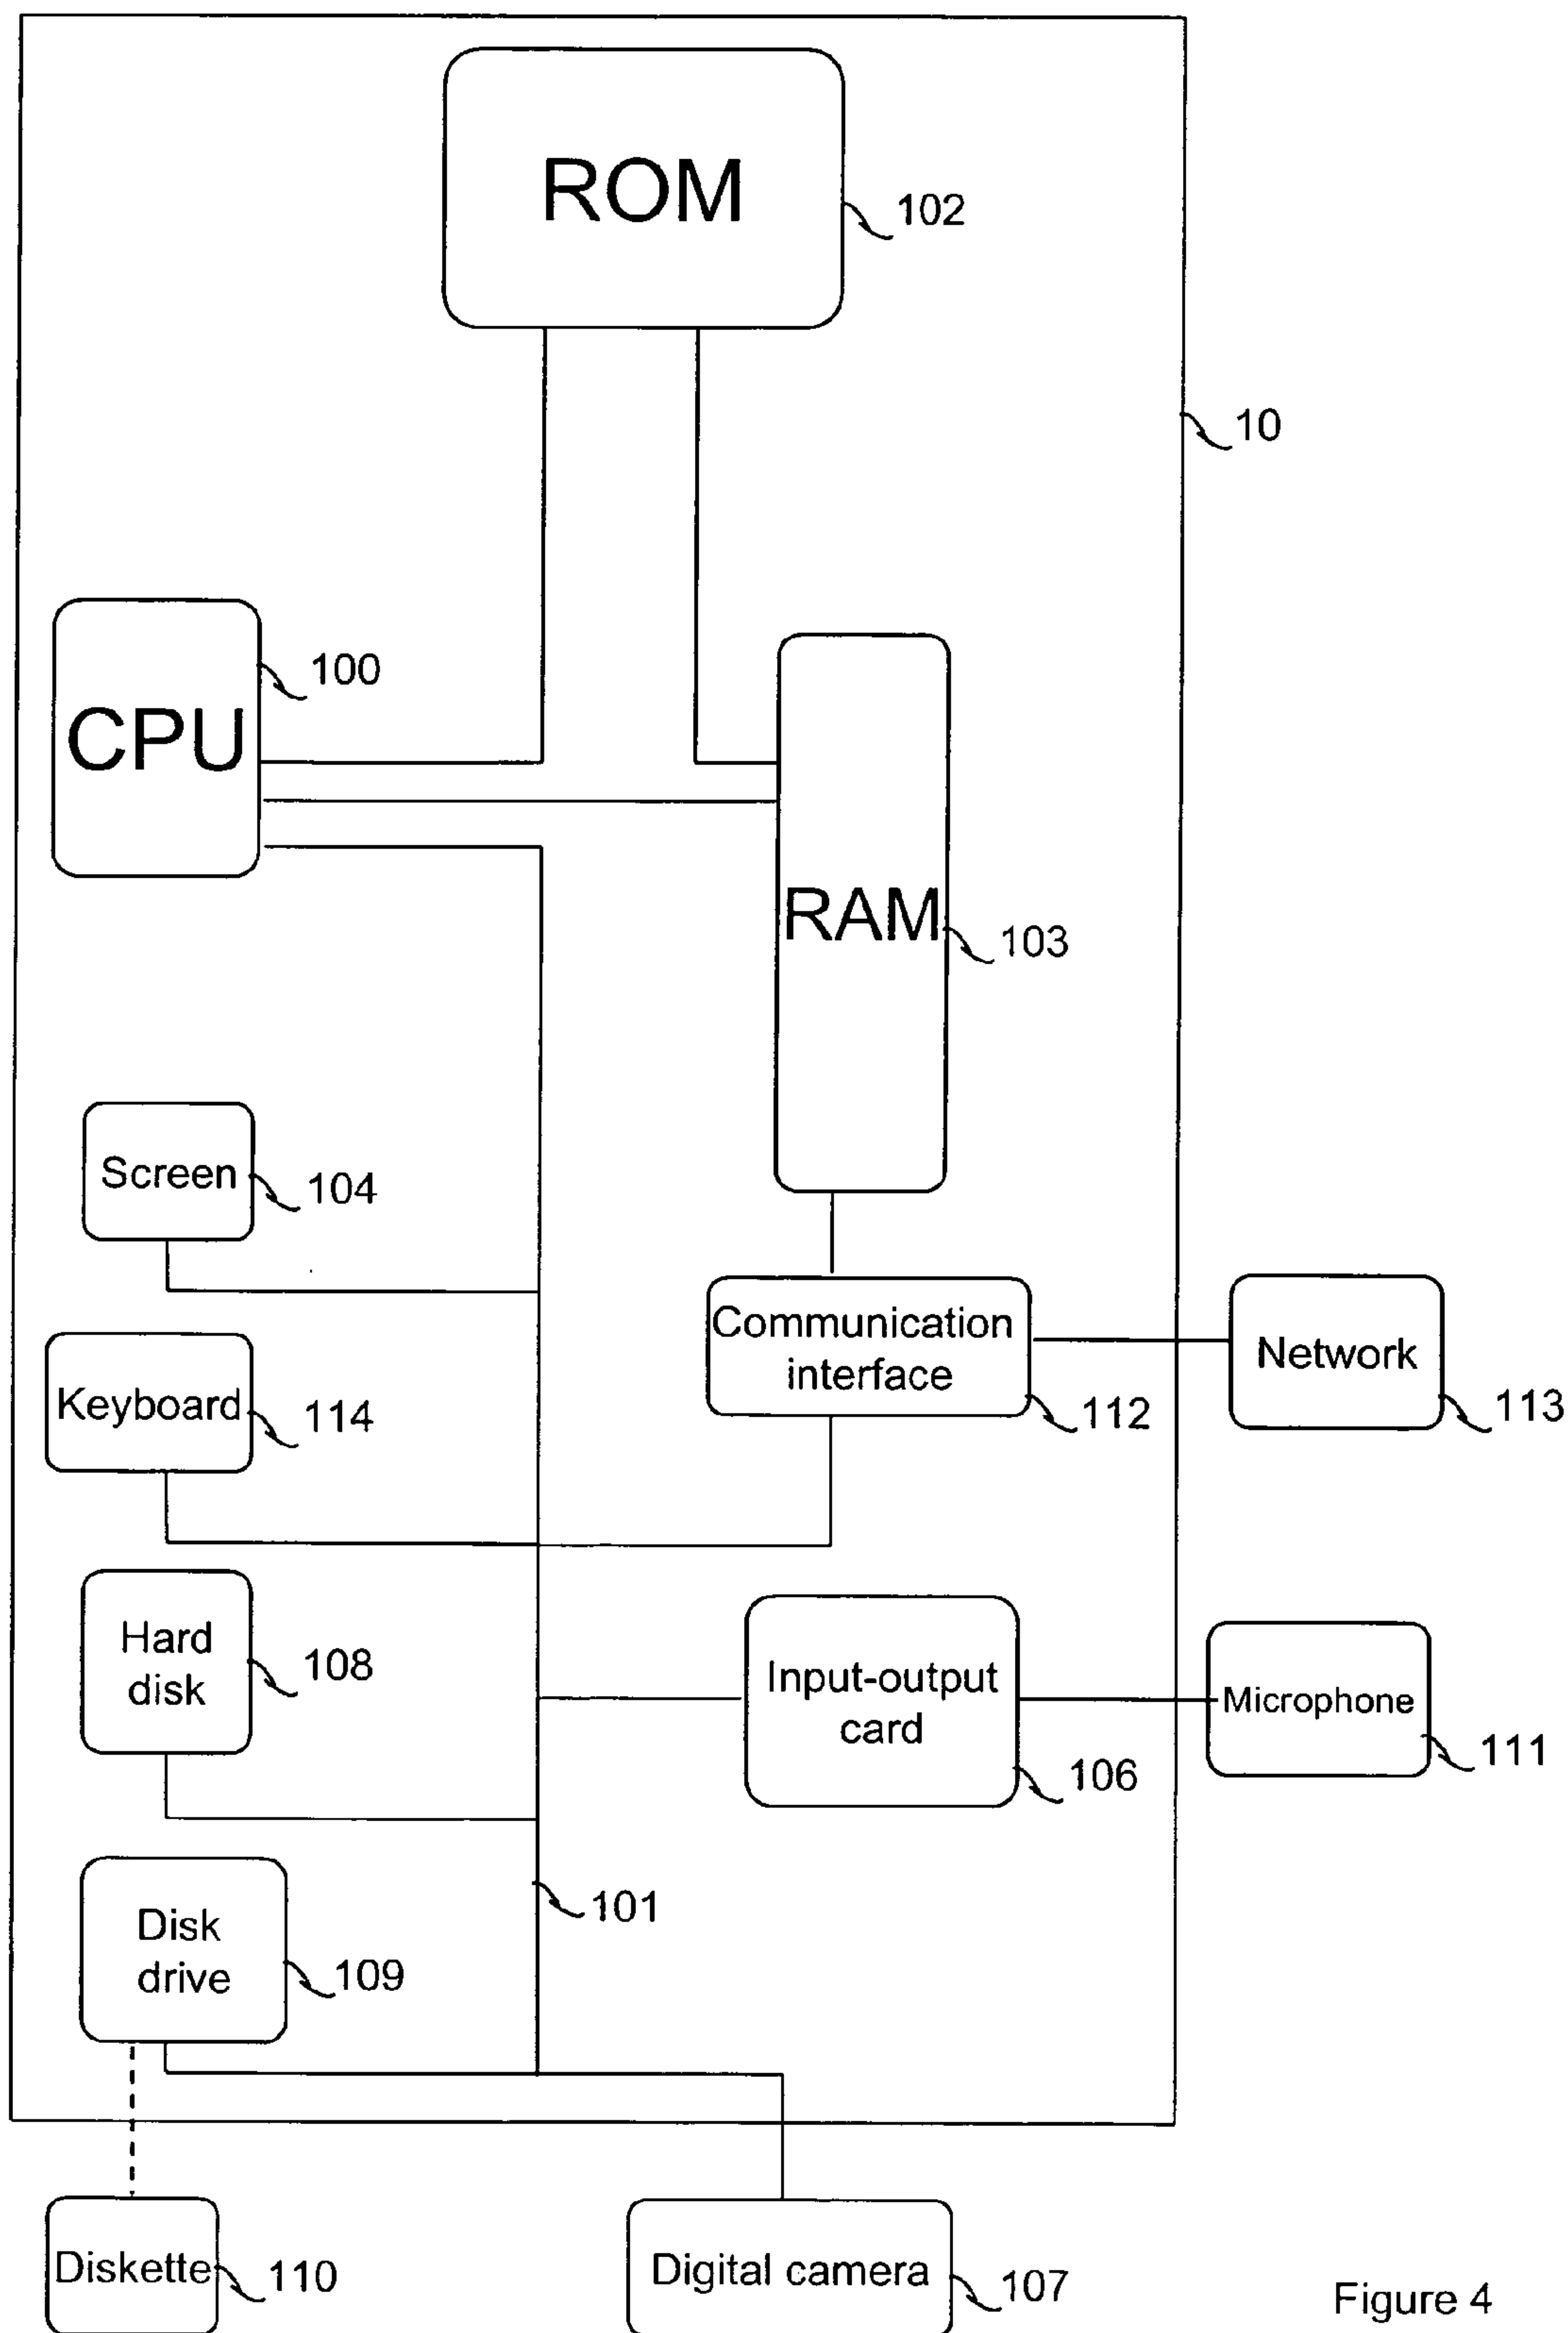 ROM
102
10
100
CPU
RAM
103
Screen
104
Communication
interface
112
Network
113
Keyboard
114
Hard
disk
108
Input-output
card
106
Microphone
111
101
Disk
drive
109
Diskette
110
Digital camera
107
Figure 4